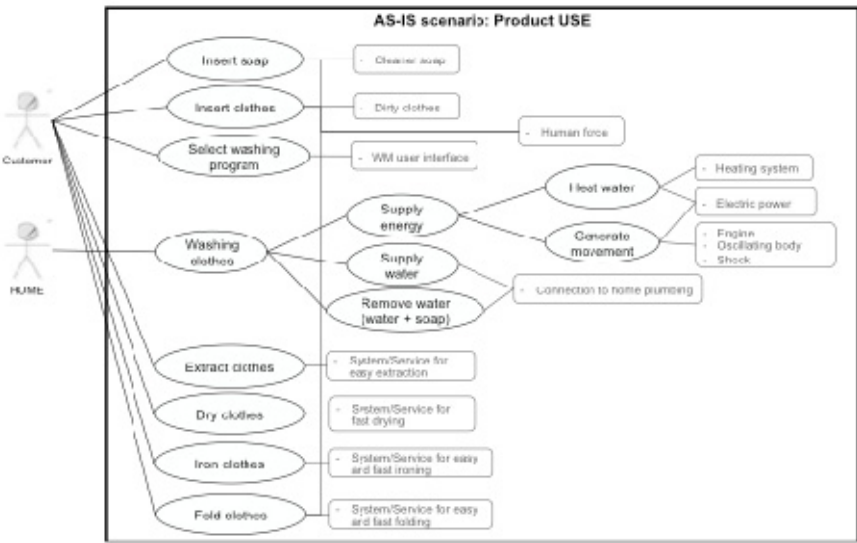 AS-IS scenario: Product USE
Insert soap
- Cleaner soap
Insert clothes
- Dirty clothes
- Human force
Customer
Select washing
program
- WM user interface
Heat water
- Heating system
Supply
energy
- Electric power
Generate
movement
- Engine
- Oscillating body
- Shock
HOME
Washing
clothes
Supply
water
- Connection to home plumbing
Remove water
(water + soap)
Extract clothes
- System/Service for
easy extraction
Dry clothes
- System/Service for
fast drying
Iron clothes
- System/Service for easy
and fast ironing
Fold clothes
- System/Service for easy
and fast folding